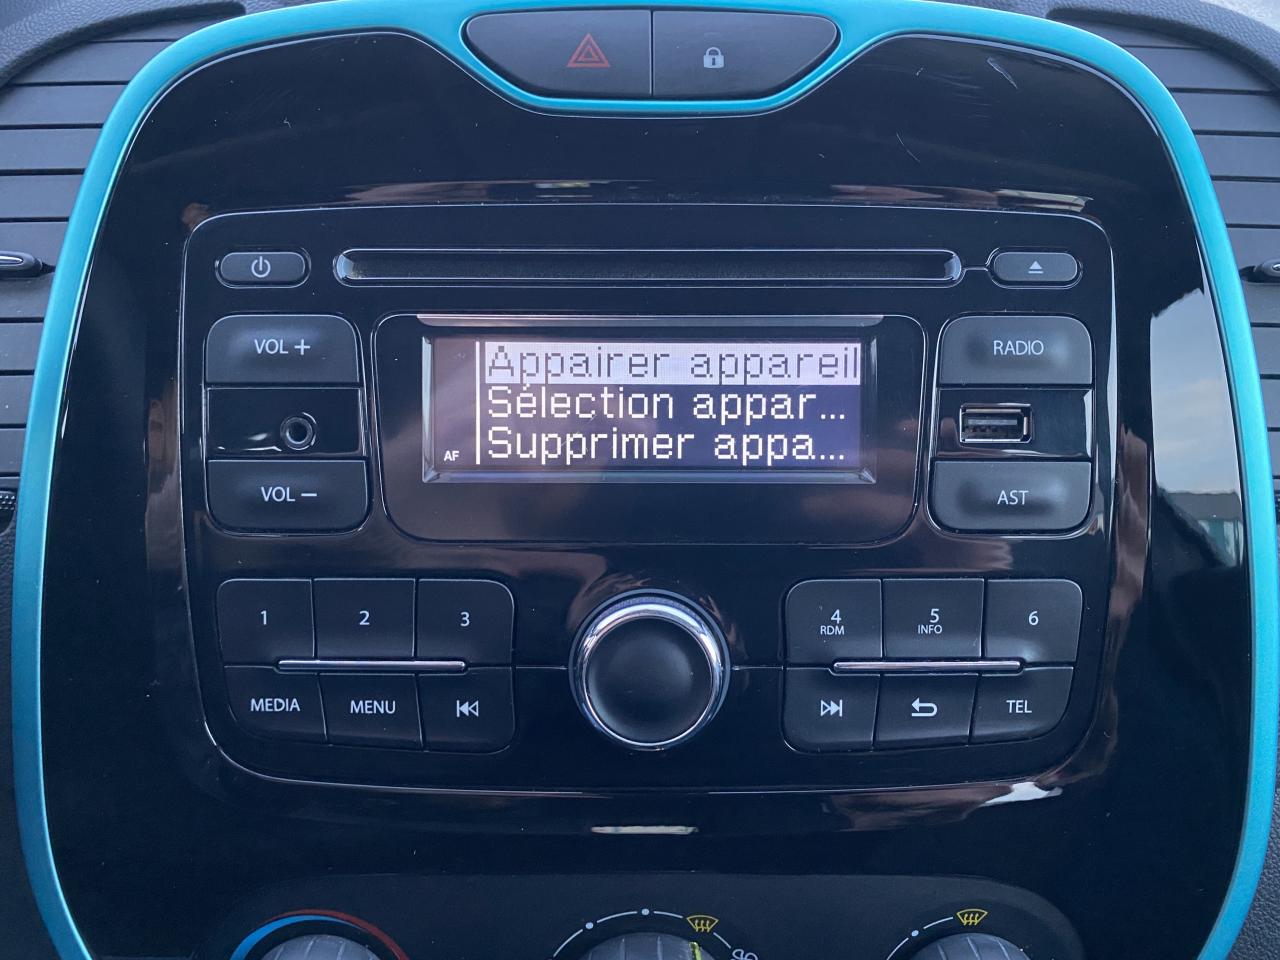 VOL +
RADIO
Appairer appareil
Sélection appar...
Supprimer appa...
AF
VOL −
AST
1
2
3
4
RDM
5
INFO
6
MEDIA
MENU
TEL